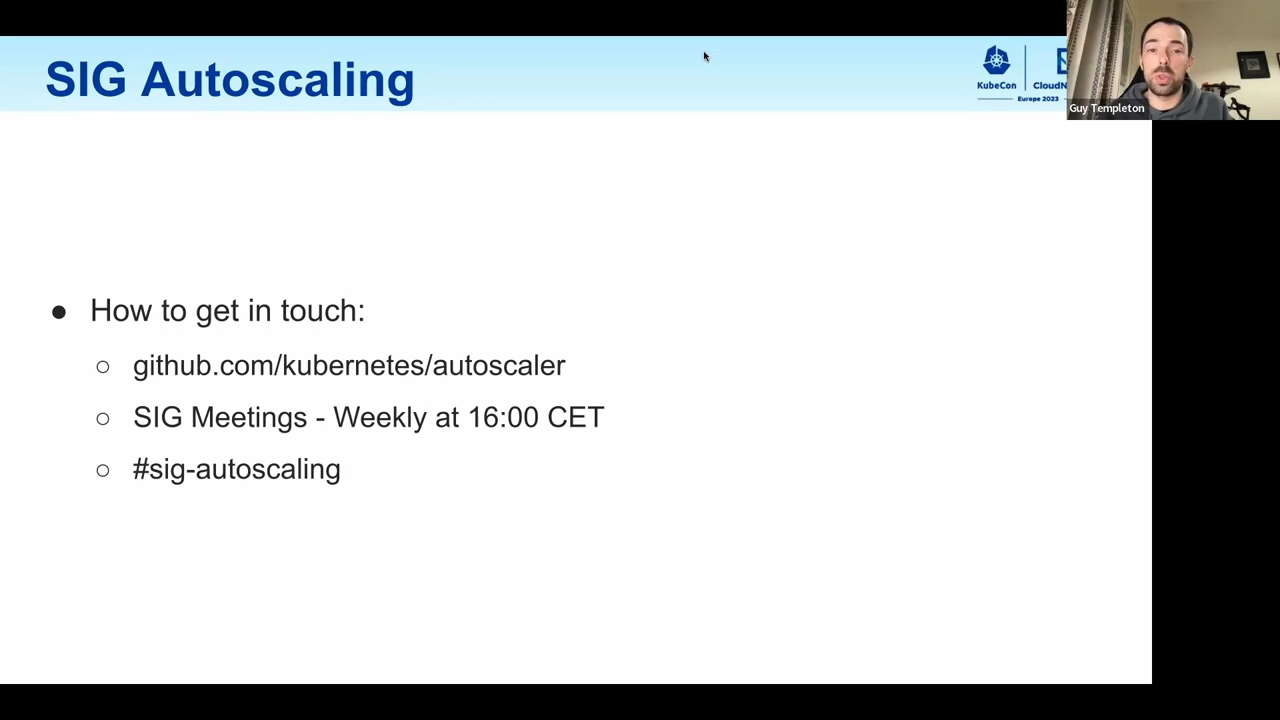 SIG Autoscaling
KubeCon
Europe 2023
Guy Templeton
● How to get in touch:
○ github.com/kubernetes/autoscaler
○ SIG Meetings - Weekly at 16:00 CET
○ #sig-autoscaling